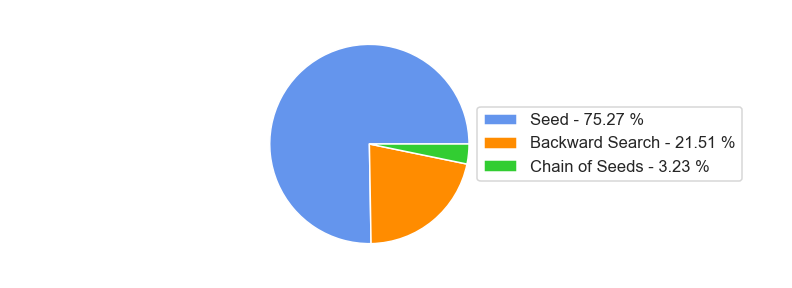 Seed - 75.27 %
Backward Search - 21.51 %
Chain of Seeds - 3.23 %